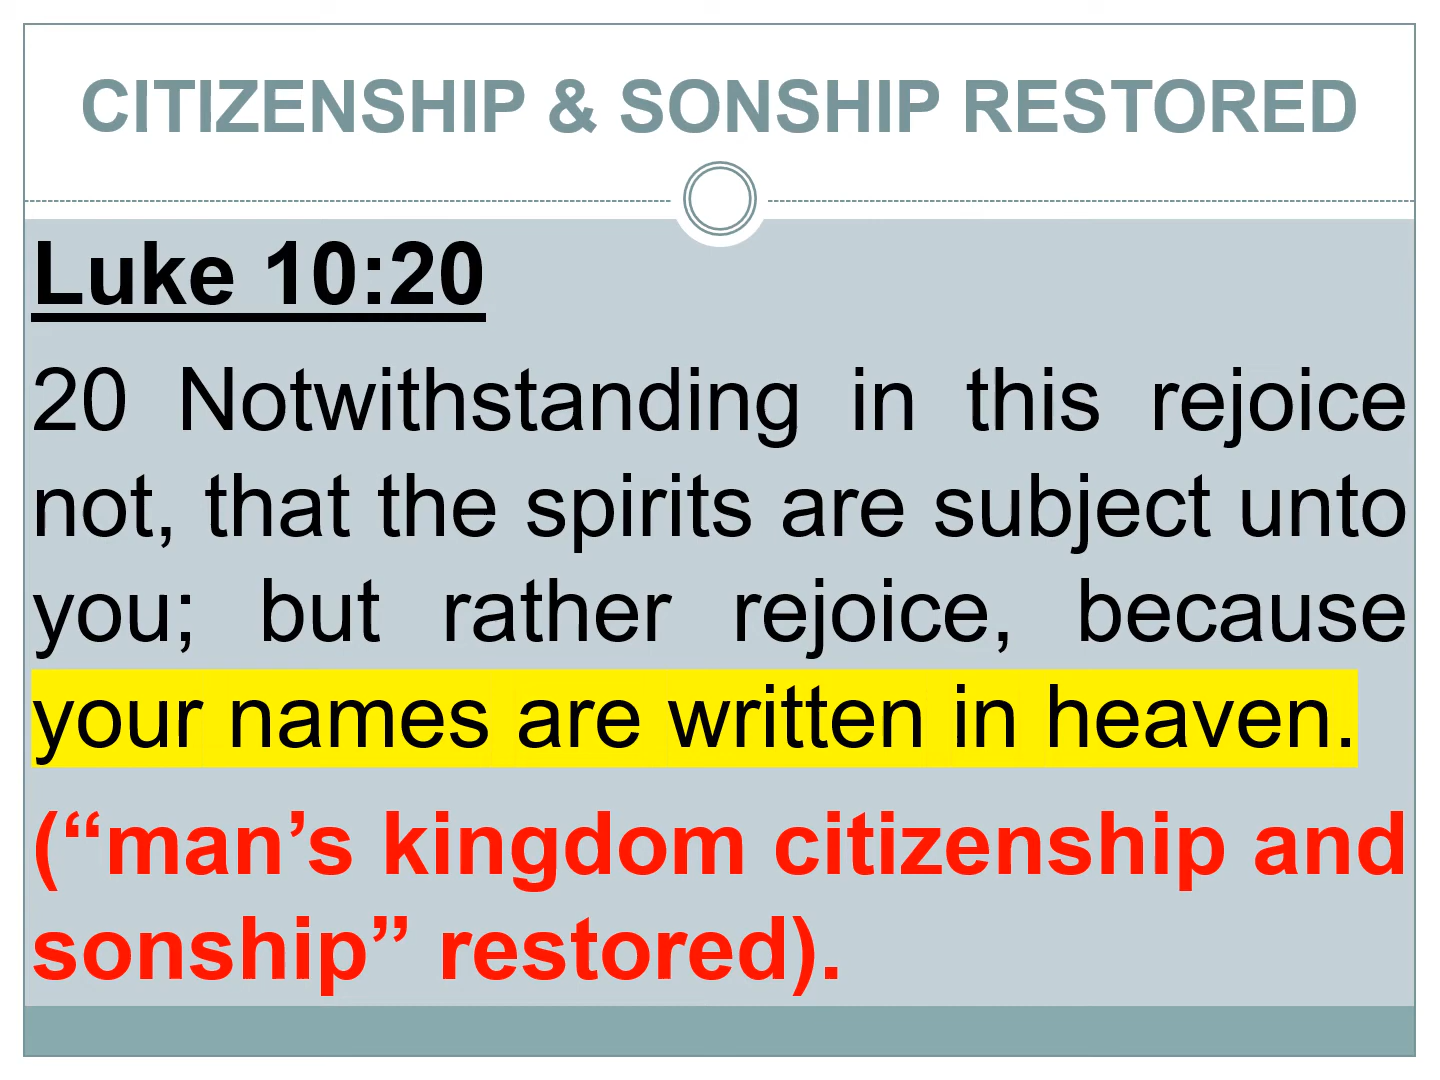 CITIZENSHIP & SONSHIP RESTORED
Luke 10:20
20 Notwithstanding in this rejoice
not, that the spirits are subject unto
you; but rather rejoice, because
your names are written in heaven.
(“man’s kingdom citizenship and
sonship” restored).